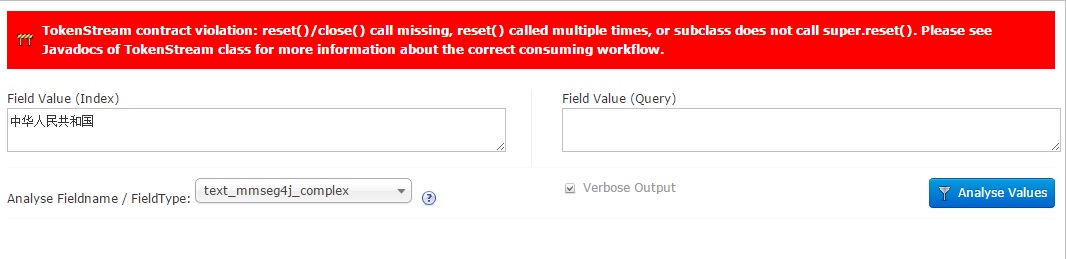 TokenStream contract violation: reset()/close() call missing, reset() called multiple times, or subclass does not call super.reset(). Please see
Javadocs of TokenStream class for more information about the correct consuming workflow.
Field Value (Index)
Field Value (Query)
中华人民共和国
Analyse Fieldname / FieldType:
text_mmseg4j_complex
?
Verbose Output
Analyse Values